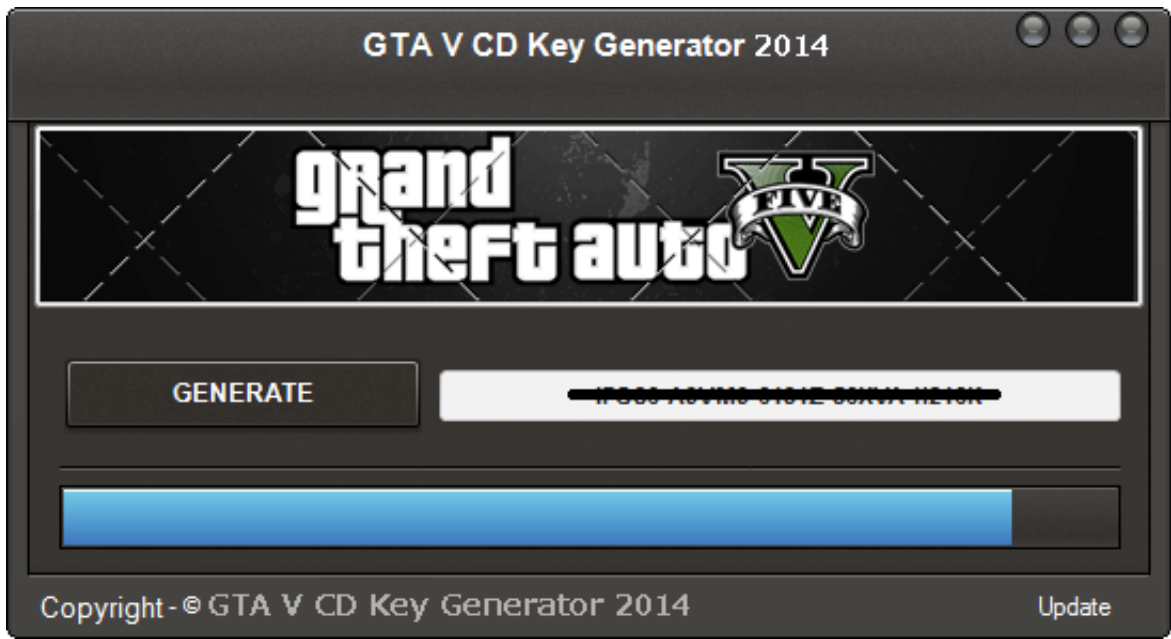 GTA V CD Key Generator 2014
grand
theft auto
FIVE
GENERATE
Copyright - © GTA V CD Key Generator 2014
Update